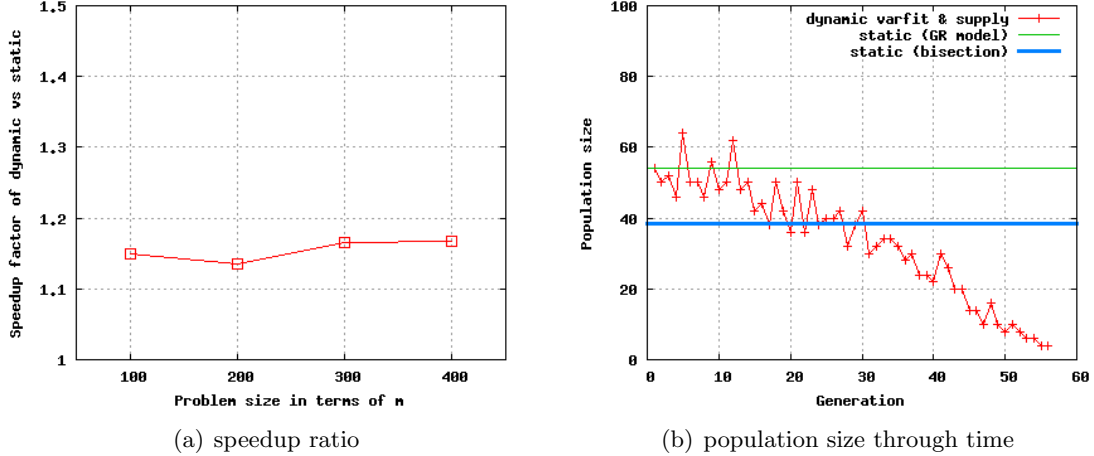 1.5
1.4
1.3
1.2
1.1
1
Speedup factor of dynamic vs static
100 200 300 400
Problem size in terms of m
(a) speedup ratio
100
80
60
40
20
0
Population size
dynamic varfit & supply
static (GR model)
static (bisection)
0 10 20 30 40 50 60
Generation
(b) population size through time